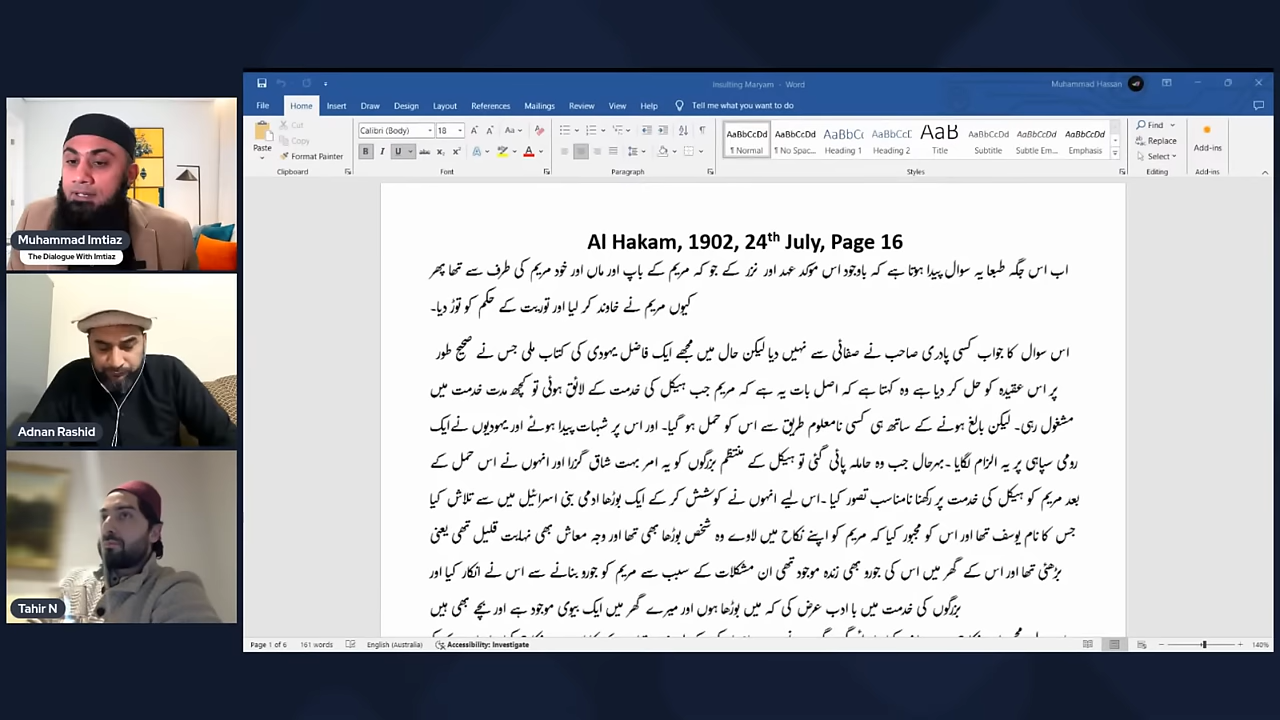 Insulting Maryam - Word
Muhammad Hassan
File Home Insert Draw Design Layout References Mailings Review View Help Tell me what you want to do
Paste
Cut
Copy
Format Painter
Clipboard
Calibri (Body) 18
Font
Paragraph
AaBbCcDd AaBbCcDd AaBbCc AaBbCcD AaB AaBbCcD AaBbCcDd AaBbCcDd
¶ Normal ¶ No Spac... Heading 1 Heading 2 Title Subtitle Subtle Em... Emphasis
Styles
Find
Replace
Select
Editing
Add-ins
Add-ins
Muhammad Imtiaz
The Dialogue With Imtiaz
Adnan Rashid
Tahir N
Al Hakam, 1902, 24th July, Page 16
اب اس جگہ طبعا یہ سوال پیدا ہوتا ہے کہ باوجود اس موکد عہد اور نزر کے جو کہ مریم کے باپ اور ماں اور خود مریم کی طرف سے تھا پھر
کیوں مریم نے خاوند کر لیا اور توریت کے حکم کو توڑ دیا۔
اس سوال کا جواب کسی پادری صاحب نے صفائی سے نہیں دیا لیکن حال میں مجھے ایک فاضل یہودی کی کتاب ملی جس نے صحیح طور
پر اس عقیدہ کو حل کر دیا ہے وہ کہتا ہے کہ اصل بات یہ ہے کہ مریم جب ہیکل کی خدمت کے لائق ہوئی تو کچھ مدت خدمت میں
مشغول رہی۔ لیکن بالغ ہونے کے ساتھ ہی کسی نامعلوم طریق سے اس کو حمل ہو گیا۔ اور اس پر شبہات پیدا ہوئے اور یہودیوں نے ایک
رومی سپاہی پر یہ الزام لگایا ۔بہرحال جب وہ حاملہ پائی گئی تو ہیکل کے منتظم بزرگوں کو یہ امر بہت شاق گزرا اور انہوں نے اس حمل کے
بعد مریم کو ہیکل کی خدمت پر رکھنا نامناسب تصور کیا ۔اس لیے انہوں نے کوشش کر کے ایک بوڑھا ادمی بنی اسرائیل میں سے تلاش کیا
جس کا نام یوسف تھا اور اس کو مجبور کیا کہ مریم کو اپنے نکاح میں لاوے وہ شخص بوڑھا بھی تھا اور وجہ معاش بھی نہایت قلیل تھی یعنی
بڑھئی تھا اور اس کے گھر میں اس کی جورو بھی زندہ موجود تھی ان مشکلات کے سبب سے مریم کو جورو بنانے سے اس نے انکار کیا اور
بزرگوں کی خدمت میں با ادب عرض کی کہ میں بوڑھا ہوں اور میرے گھر میں ایک بیوی موجود ہے اور بچے بھی ہیں
Page 1 of 6 161 words English (Australia) Accessibility: Investigate 140%